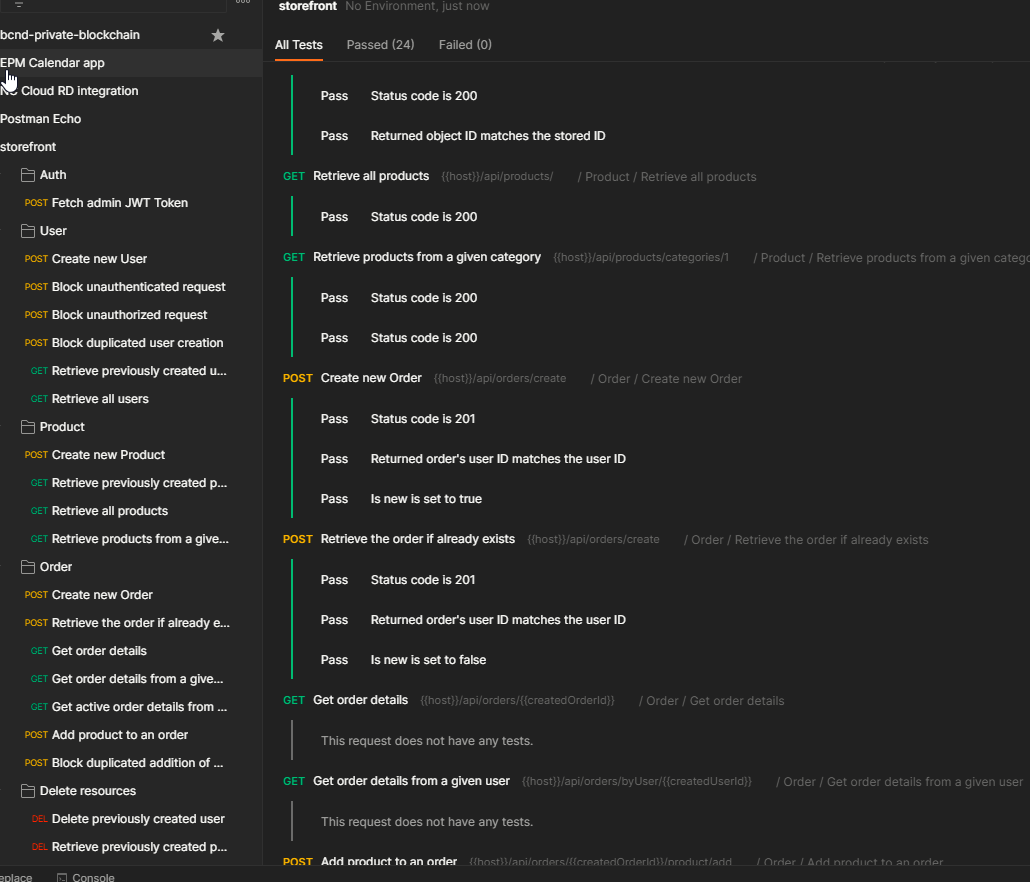 bcnd-private-blockchain
EPM Calendar app
Cloud RD integration
Postman Echo
storefront
Auth
POST Fetch admin JWT Token
User
POST Create new User
POST Block unauthenticated request
POST Block unauthorized request
POST Block duplicated user creation
GET Retrieve previously created u...
GET Retrieve all users
Product
POST Create new Product
GET Retrieve previously created p...
GET Retrieve all products
GET Retrieve products from a give...
Order
POST Create new Order
POST Retrieve the order if already e...
GET Get order details
GET Get order details from a give...
GET Get active order details from ...
POST Add product to an order
POST Block duplicated addition of ...
Delete resources
DEL Delete previously created user
DEL Retrieve previously created p...
storefront No Environment, just now
All Tests Passed (24) Failed (0)
Pass Status code is 200
Pass Returned object ID matches the stored ID
GET Retrieve all products {{host}}/api/products/ / Product / Retrieve all products
Pass Status code is 200
GET Retrieve products from a given category {{host}}/api/products/categories/1 / Product / Retrieve products from a given catego
Pass Status code is 200
Pass Status code is 200
POST Create new Order {{host}}/api/orders/create / Order / Create new Order
Pass Status code is 201
Pass Returned order's user ID matches the user ID
Pass Is new is set to true
POST Retrieve the order if already exists {{host}}/api/orders/create / Order / Retrieve the order if already exists
Pass Status code is 201
Pass Returned order's user ID matches the user ID
Pass Is new is set to false
GET Get order details {{host}}/api/orders/{{createdOrderId}} / Order / Get order details
This request does not have any tests.
GET Get order details from a given user {{host}}/api/orders/byUser/{{createdUserId}} / Order / Get order details from a given user
This request does not have any tests.
POST Add product to an order {{host}}/api/orders/{{createdOrderId}}/product/add / Order / Add product to an order
eplace Console